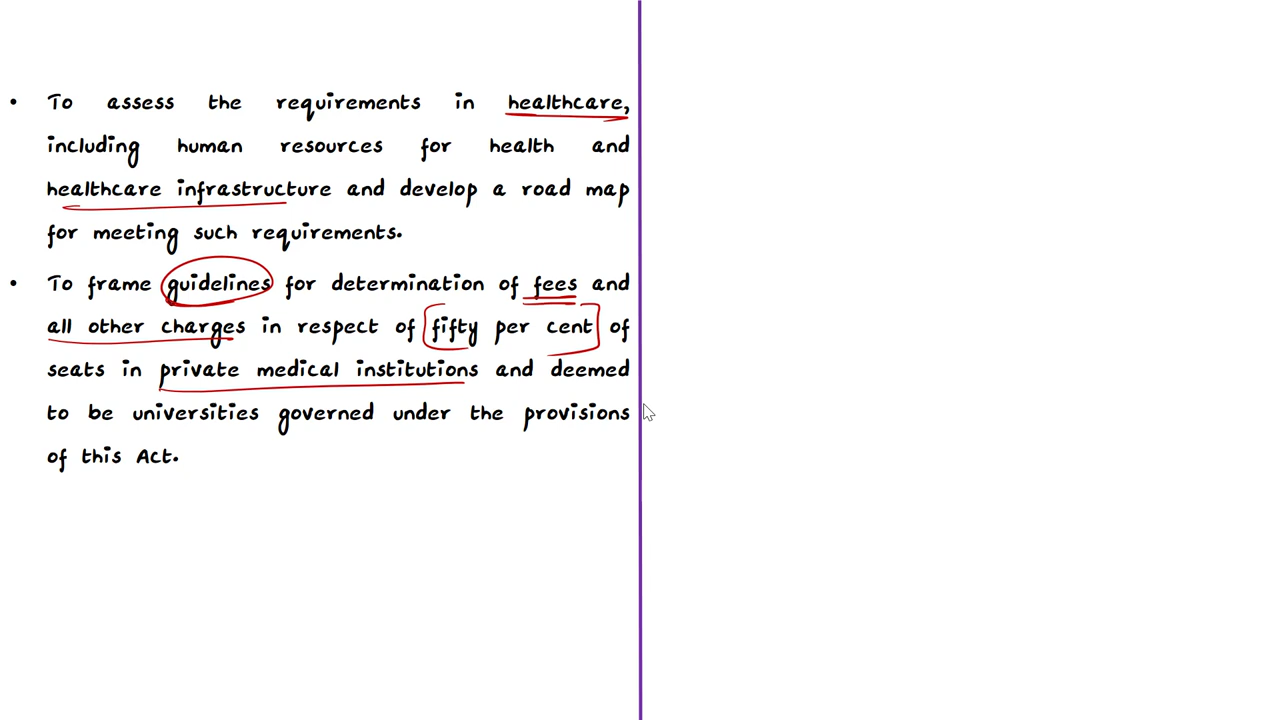 • To assess the requirements in healthcare,
including human resources for health and
healthcare infrastructure and develop a road map
for meeting such requirements.
• To frame guidelines for determination of fees and
all other charges in respect of fifty per cent of
seats in private medical institutions and deemed
to be universities governed under the provisions
of this Act.